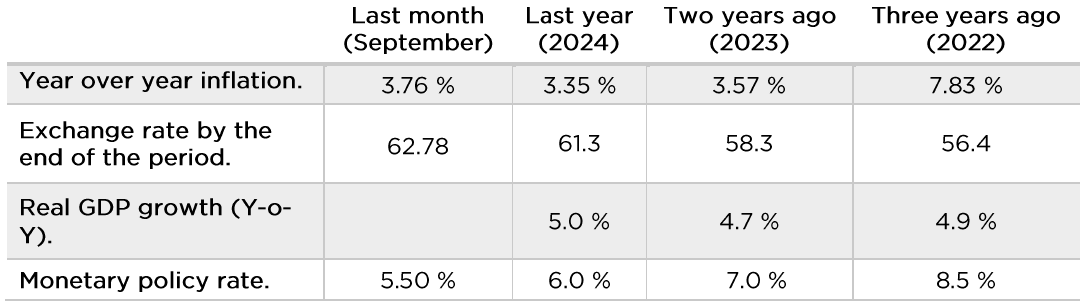 Last month Last year Two years ago Three years ago
(September) (2024) (2023) (2022)
Year over year inflation. 3.76 % 3.35 % 3.57 % 7.83 %
Exchange rate by the
end of the period. 62.78 61.3 58.3 56.4
Real GDP growth (Y-o-
Y). 5.0 % 4.7 % 4.9 %
Monetary policy rate. 5.50 % 6.0 % 7.0 % 8.5 %